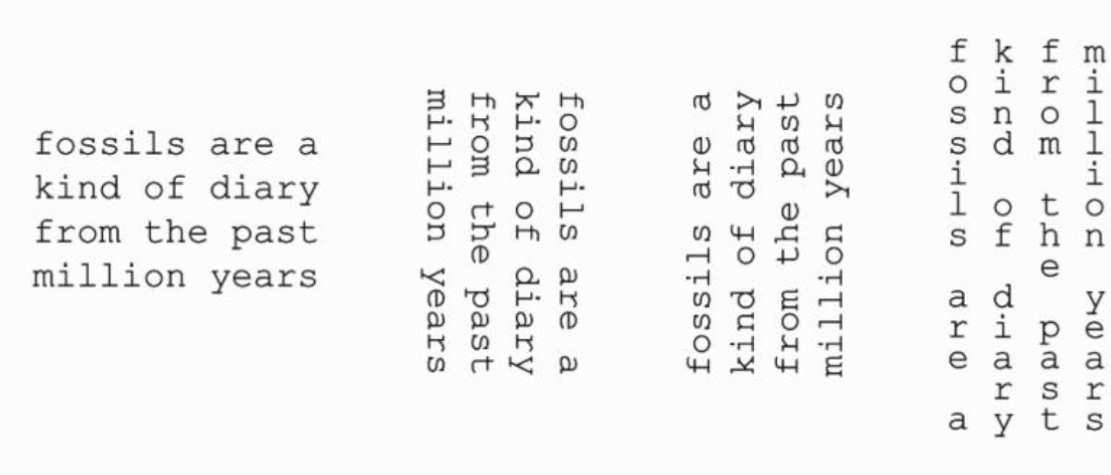 fossils are a
kind of diary
from the past
million years
fossils are a
kind of diary
from the past
million years
fossils are a
kind of diary
from the past
million years
fossils are a
kind of diary
from the past
million years